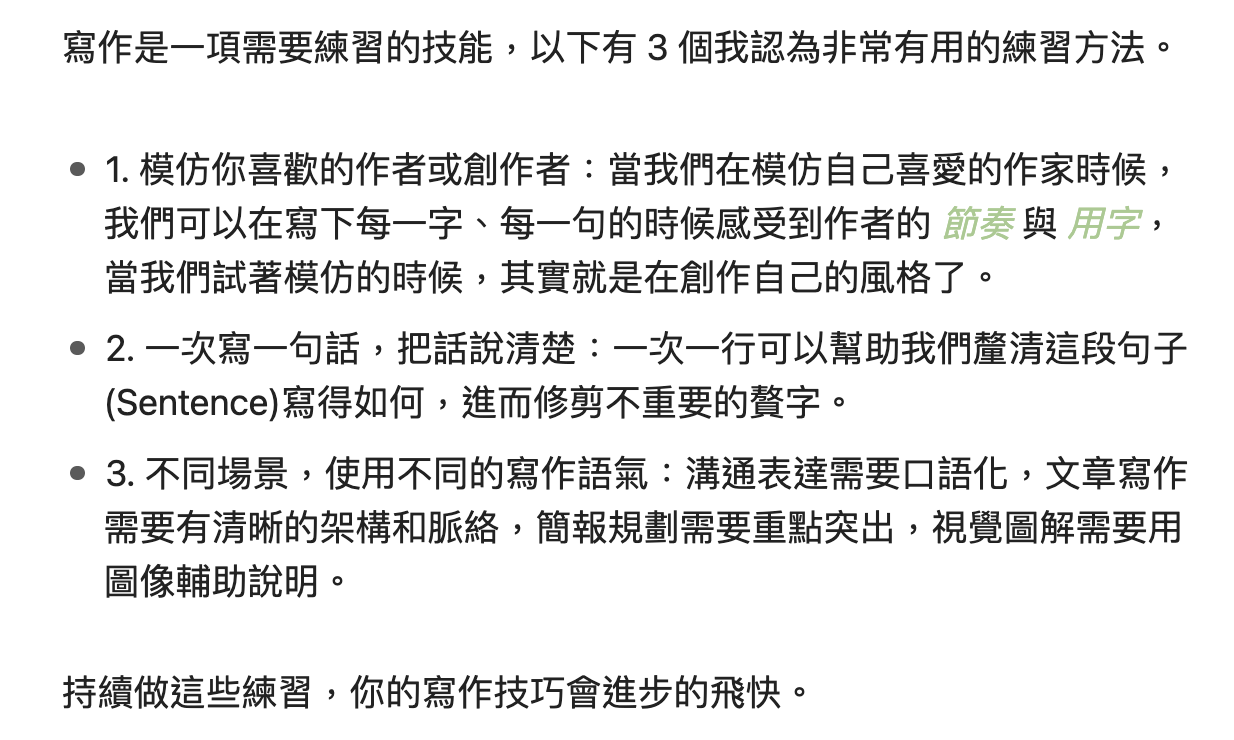 寫作是一項需要練習的技能，以下有 3 個我認為非常有用的練習方法。
• 1. 模仿你喜歡的作者或創作者：當我們在模仿自己喜愛的作家時候，
我們可以在寫下每一字、每一句的時候感受到作者的 節奏 與 用字，
當我們試著模仿的時候，其實就是在創作自己的風格了。
• 2. 一次寫一句話，把話說清楚：一次一行可以幫助我們釐清這段句子
(Sentence)寫得如何，進而修剪不重要的贅字。
• 3. 不同場景，使用不同的寫作語氣：溝通表達需要口語化，文章寫作
需要有清晰的架構和脈絡，簡報規劃需要重點突出，視覺圖解需要用
圖像輔助說明。
持續做這些練習，你的寫作技巧會進步的飛快。